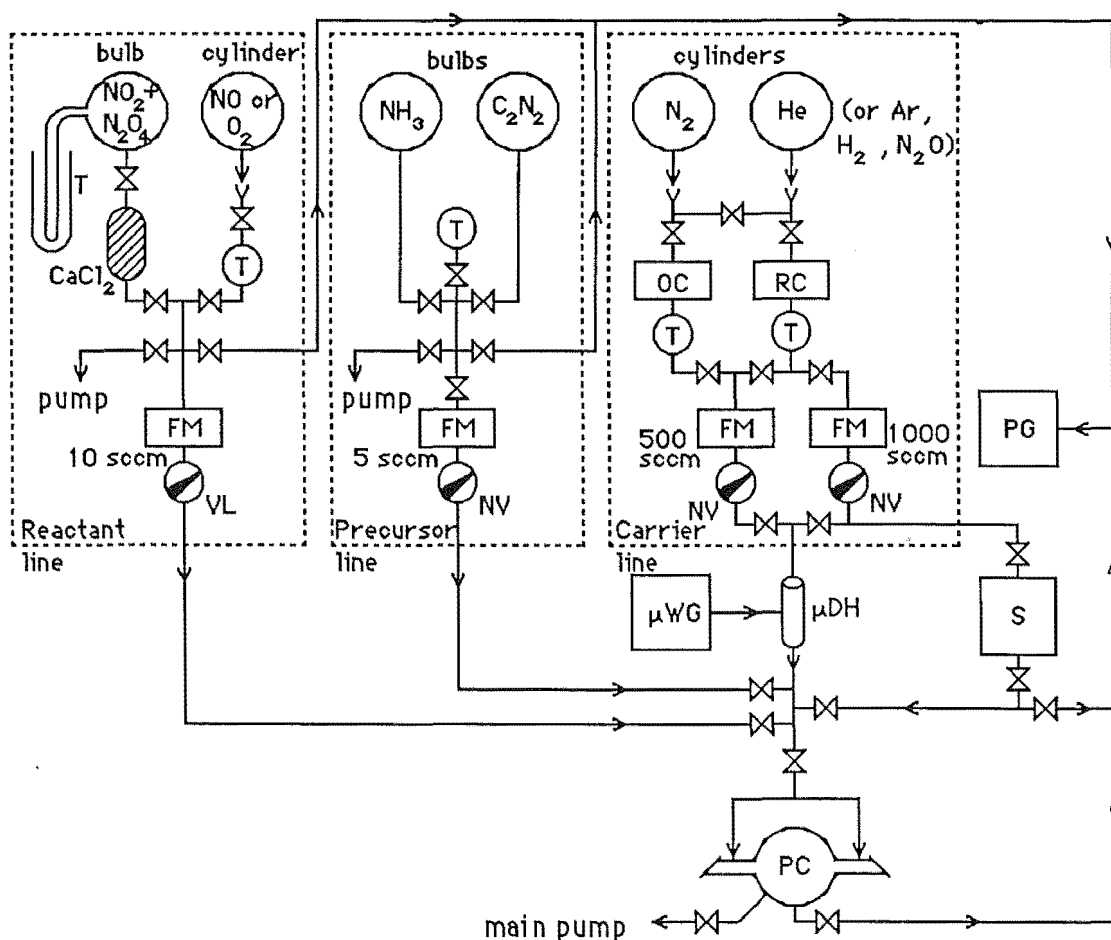 bulb
cylinder
NO₂ +
N₂O₄
NO or
O₂
T
CaCl₂
T
pump
FM
10 sccm
VL
Reactant
line
bulbs
NH₃
C₂N₂
T
pump
FM
5 sccm
NV
Precursor
line
cylinders
N₂
He
(or Ar,
H₂ , N₂O)
OC
RC
T
T
FM
FM
500
sccm
1000
sccm
NV
NV
Carrier
line
PG
µWG
µDH
S
PC
main pump